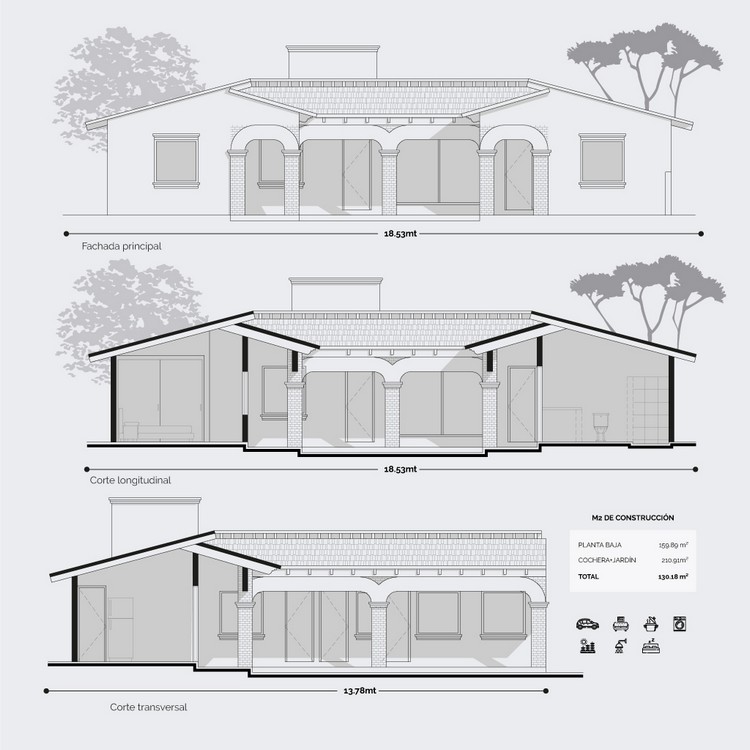 18.53mt
Fachada principal
18.53mt
Corte longitudinal
M2 DE CONSTRUCCIÓN
PLANTA BAJA 159.89 m²
COCHERA+JARDÍN 210.91m²
TOTAL 130.18 m²
13.78mt
Corte transversal